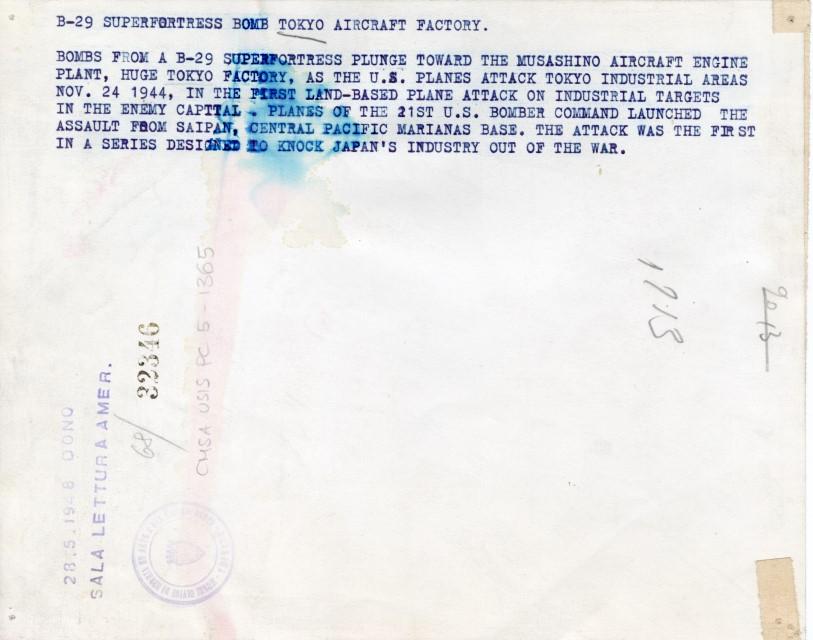 B-29 SUPERFORTRESS BOMB TOKYO AIRCRAFT FACTORY.
BOMBS FROM A B-29 SUPERFORTRESS PLUNGE TOWARD THE MUSASHINO AIRCRAFT ENGINE
PLANT, HUGE TOKYO FACTORY, AS THE U.S. PLANES ATTACK TOKYO INDUSTRIAL AREAS
NOV. 24 1944, IN THE FIRST LAND-BASED PLANE ATTACK ON INDUSTRIAL TARGETS
IN THE ENEMY CAPITAL - PLANES OF THE 21ST U.S. BOMBER COMMAND LAUNCHED THE
ASSAULT FROM SAIPAN, CENTRAL PACIFIC MARIANAS BASE. THE ATTACK WAS THE FIRST
IN A SERIES DESIGNED TO KNOCK JAPAN'S INDUSTRY OUT OF THE WAR.
28.5.1948 DONO
SALA LETTURA AMER.
68/
32346
CMSA USIS PC 5-1365